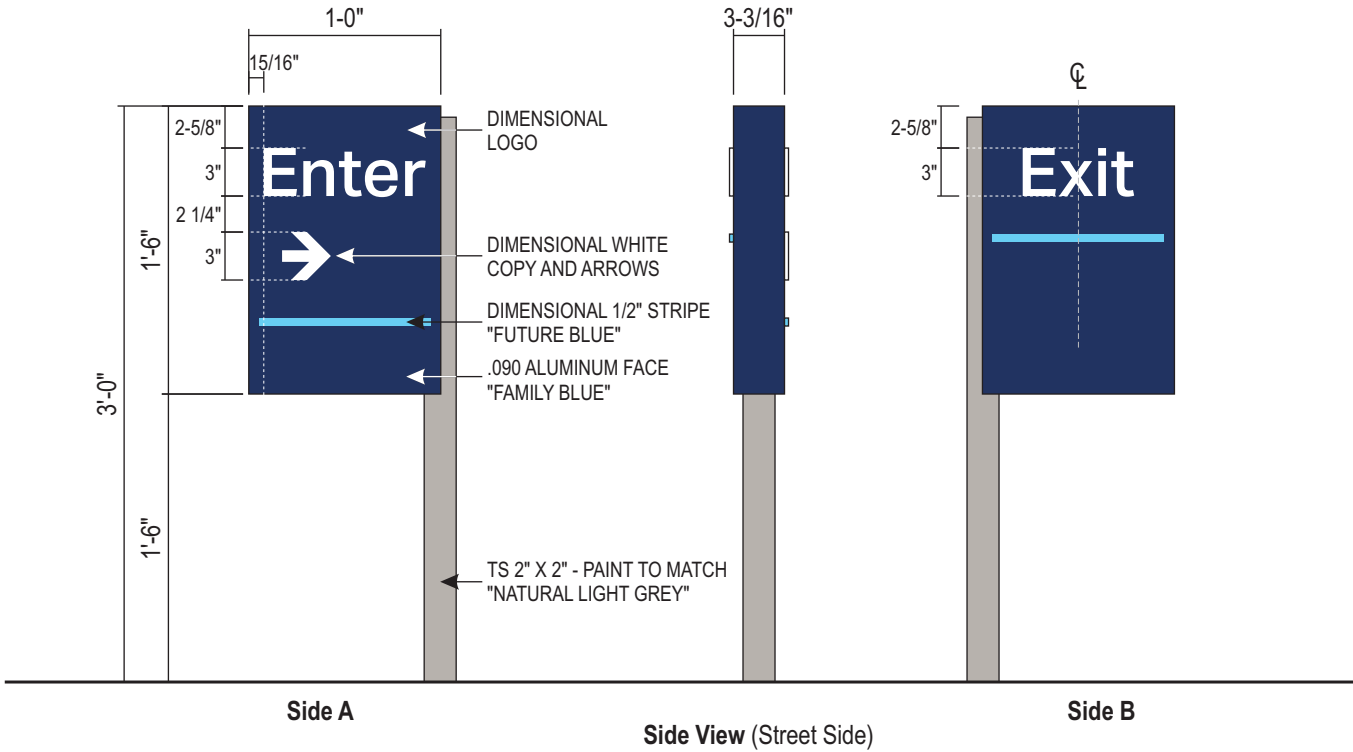 1-0"
3-3/16"
15/16"
℄
2-5/8"
DIMENSIONAL
LOGO
2-5/8"
3"
Enter
3"
Exit
2 1/4"
1'-6"
3"
DIMENSIONAL WHITE
COPY AND ARROWS
DIMENSIONAL 1/2" STRIPE
"FUTURE BLUE"
.090 ALUMINUM FACE
"FAMILY BLUE"
3'-0"
1'-6"
TS 2" X 2" - PAINT TO MATCH
"NATURAL LIGHT GREY"
Side A
Side View (Street Side)
Side B